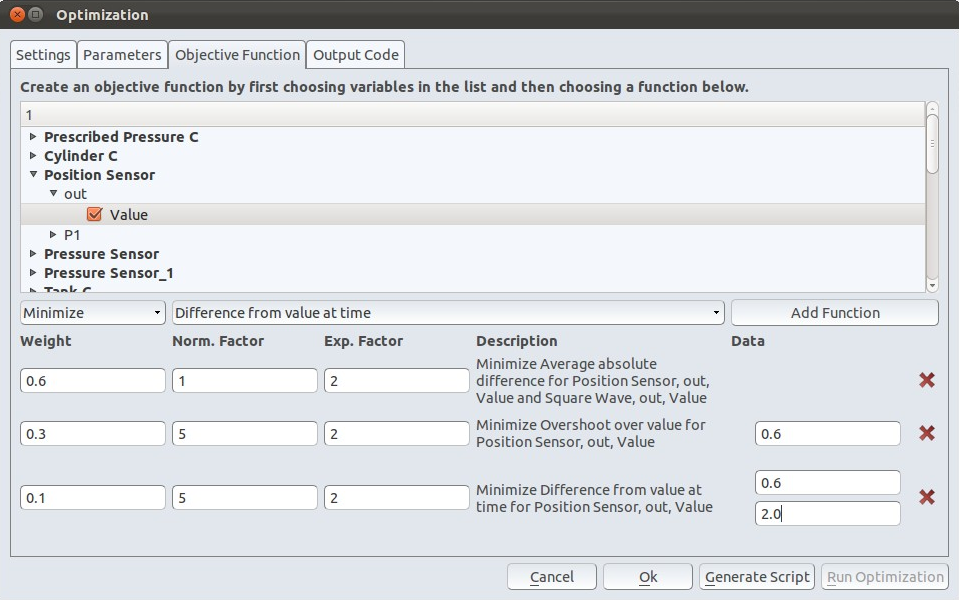 Optimization
Settings Parameters Objective Function Output Code
Create an objective function by first choosing variables in the list and then choosing a function below.
1
Prescribed Pressure C
Cylinder C
Position Sensor
out
Value
P1
Pressure Sensor
Pressure Sensor_1
Tank C
Minimize Difference from value at time Add Function
Weight Norm. Factor Exp. Factor Description Data
Minimize Average absolute
0.6 1 2 difference for Position Sensor, out,
Value and Square Wave, out, Value
Minimize Overshoot over value for
0.3 5 2 0.6
Position Sensor, out, Value
0.6
Minimize Difference from value at
0.1 5 2
time for Position Sensor, out, Value
2.0
Cancel Ok Generate Script Run Optimization